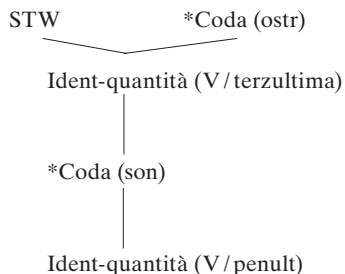 STW *Coda (ostr)
Ident-quantità (V/terzultima)
*Coda (son)
Ident-quantità (V/penult)